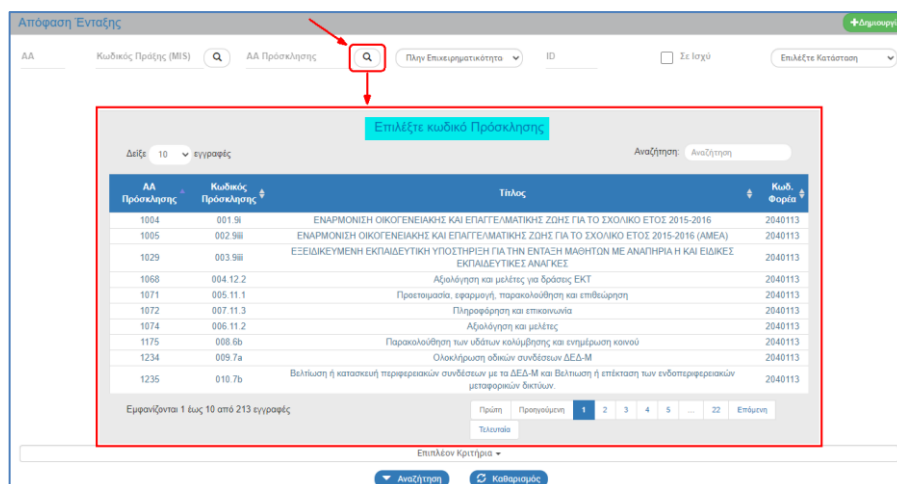 Απόφαση Ένταξης
+Δημιουργί
ΑΑ Κωδικός Πράξης (MIS) ΑΑ Πρόσκλησης Πλην Επιχειρηματικότητα ID Σε Ισχύ Επιλέξτε Κατάσταση
Επιλέξτε κωδικό Πρόσκλησης
Δείξε 10 εγγραφές Αναζήτηση: Αναζήτηση
ΑΑ Πρόσκλησης Κωδικός Πρόσκλησης Τίτλος Κωδ. Φορέα
1004 001.9i ΕΝΑΡΜΟΝΙΣΗ ΟΙΚΟΓΕΝΕΙΑΚΗΣ ΚΑΙ ΕΠΑΓΓΕΛΜΑΤΙΚΗΣ ΖΩΗΣ ΓΙΑ ΤΟ ΣΧΟΛΙΚΟ ΕΤΟΣ 2015-2016 2040113
1005 002.9iii ΕΝΑΡΜΟΝΙΣΗ ΟΙΚΟΓΕΝΕΙΑΚΗΣ ΚΑΙ ΕΠΑΓΓΕΛΜΑΤΙΚΗΣ ΖΩΗΣ ΓΙΑ ΤΟ ΣΧΟΛΙΚΟ ΕΤΟΣ 2015-2016 (ΑΜΕΑ) 2040113
1029 003.9iii ΕΞΕΙΔΙΚΕΥΜΕΝΗ ΕΚΠΑΙΔΕΥΤΙΚΗ ΥΠΟΣΤΗΡΙΞΗ ΓΙΑ ΤΗΝ ΕΝΤΑΞΗ ΜΑΘΗΤΩΝ ΜΕ ΑΝΑΠΗΡΙΑ Η ΚΑΙ ΕΙΔΙΚΕΣ
ΕΚΠΑΙΔΕΥΤΙΚΕΣ ΑΝΑΓΚΕΣ 2040113
1068 004.12.2 Αξιολόγηση και μελέτες για δράσεις ΕΚΤ 2040113
1071 005.11.1 Προετοιμασία, εφαρμογή, παρακολούθηση και επιθεώρηση 2040113
1072 007.11.3 Πληροφόρηση και επικοινωνία 2040113
1074 006.11.2 Αξιολόγηση και μελέτες 2040113
1175 008.6b Παρακολούθηση των υδάτων κολύμβησης και ενημέρωση κοινού 2040113
1234 009.7a Ολοκλήρωση οδικών συνδέσεων ΔΕΔ-Μ 2040113
1235 010.7b Βελτίωση ή κατασκευή περιφερειακών συνδέσεων με τα ΔΕΔ-Μ και Βελτιωση ή επέκταση των ενδοπεριφερειακών
μεταφορικών δικτύων. 2040113
Εμφανίζονται 1 έως 10 από 213 εγγραφές Πρώτη Προηγούμενη 1 2 3 4 5 ... 22 Επόμενη
Τελευταίο
Επιπλέον Κριτήρια
Αναζήτηση Καθαρισμός